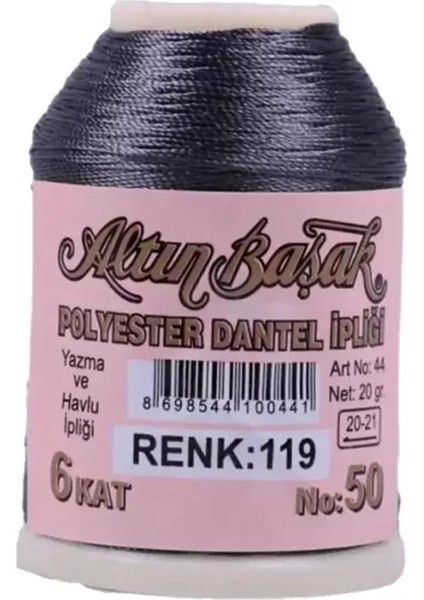 Altın Başak
POLYESTER DANTEL İPLİĞİ
Yazma
ve
Havlu
İpliği
8 698544 100441
Art No: 44
Net: 20 gr.
20-21
RENK:119
6 KAT
No:50